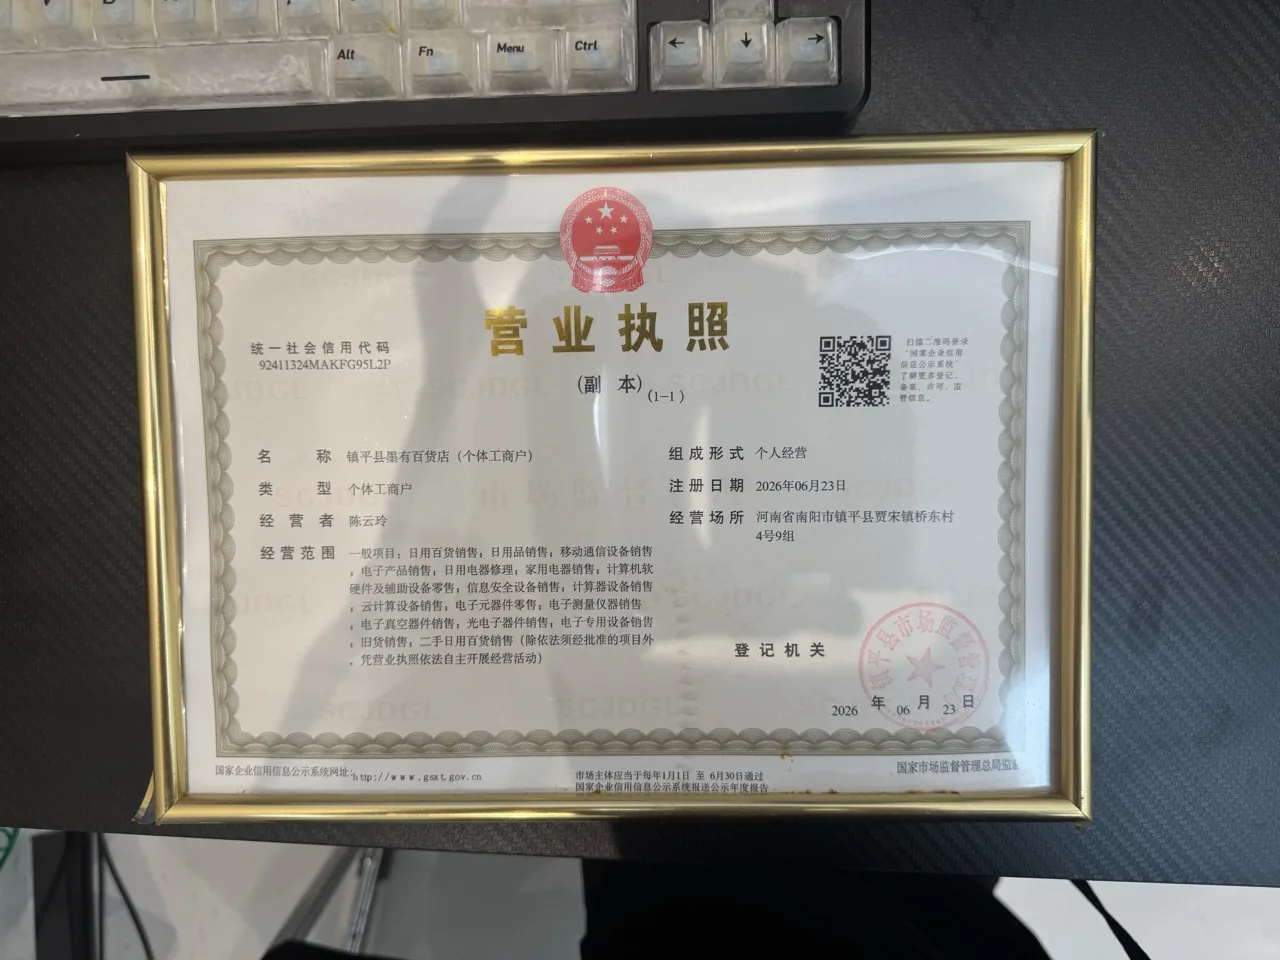 Alt
Fn
Menu
Ctrl
←
↓
→
营业执照
(副 本)(1-1)
统一社会信用代码
92411324MAKFG95L2P
扫描二维码登录
“国家企业信用
信息公示系统”
了解更多登记、
备案、许可、监
管信息。
名 称 镇平县墨有百货店（个体工商户）
类 型 个体工商户
经 营 者 陈云玲
经营范围 一般项目：日用百货销售；日用品销售；移动通信设备销售
；电子产品销售；日用电器修理；家用电器销售；计算机软
硬件及辅助设备零售；信息安全设备销售；计算器设备销售
；云计算设备销售；电子元器件零售；电子测量仪器销售
；电子真空器件销售；光电子器件销售；电子专用设备销售
；旧货销售；二手日用百货销售（除依法须经批准的项目外
，凭营业执照依法自主开展经营活动）
组成形式 个人经营
注册日期 2026年06月23日
经营场所 河南省南阳市镇平县贾宋镇桥东村
4号9组
登记机关
镇平县市场监督管理
2026 年 06 月 23 日
国家企业信用信息公示系统网址：http://www.gsxt.gov.cn
市场主体应当于每年1月1日 至 6月30日通过
国家企业信用信息公示系统报送公示年度报告
国家市场监督管理总局监